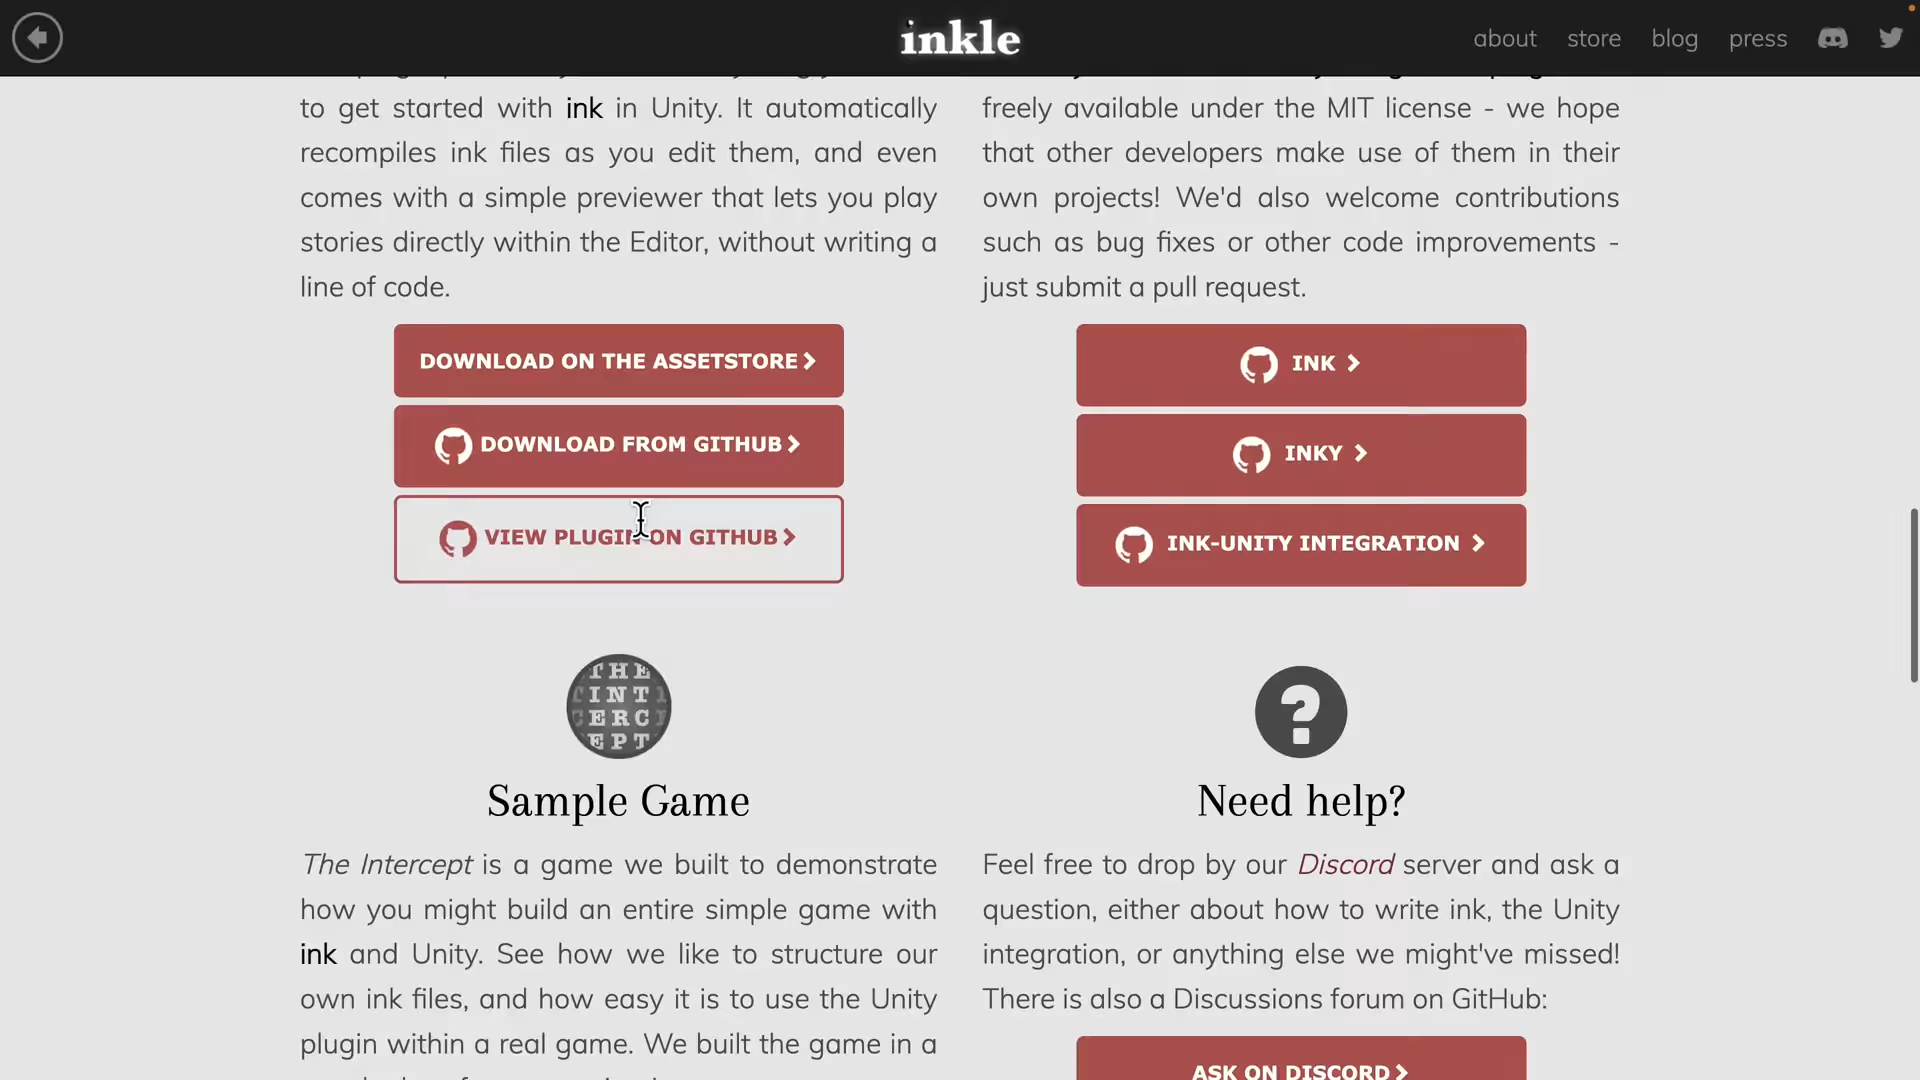 inkle
about store blog press
to get started with ink in Unity. It automatically
recompiles ink files as you edit them, and even
comes with a simple previewer that lets you play
stories directly within the Editor, without writing a
line of code.
DOWNLOAD ON THE ASSETSTORE
DOWNLOAD FROM GITHUB
VIEW PLUGIN ON GITHUB
freely available under the MIT license - we hope
that other developers make use of them in their
own projects! We'd also welcome contributions
such as bug fixes or other code improvements -
just submit a pull request.
INK
INKY
INK-UNITY INTEGRATION
THE
INT
ERC
EPT
Sample Game
The Intercept is a game we built to demonstrate
how you might build an entire simple game with
ink and Unity. See how we like to structure our
own ink files, and how easy it is to use the Unity
plugin within a real game. We built the game in a
Need help?
Feel free to drop by our Discord server and ask a
question, either about how to write ink, the Unity
integration, or anything else we might've missed!
There is also a Discussions forum on GitHub:
ASK ON DISCORD